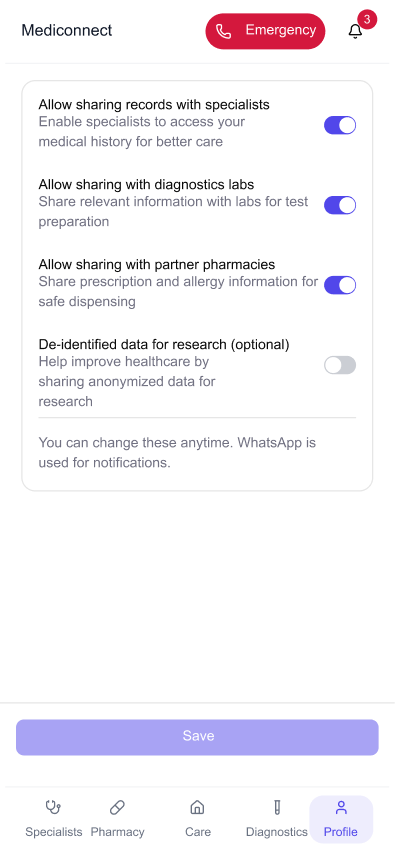 Mediconnect
Emergency
3
Allow sharing records with specialists
Enable specialists to access your
medical history for better care
Allow sharing with diagnostics labs
Share relevant information with labs for test
preparation
Allow sharing with partner pharmacies
Share prescription and allergy information for
safe dispensing
De-identified data for research (optional)
Help improve healthcare by
sharing anonymized data for
research
You can change these anytime. WhatsApp is
used for notifications.
Save
Specialists
Pharmacy
Care
Diagnostics
Profile